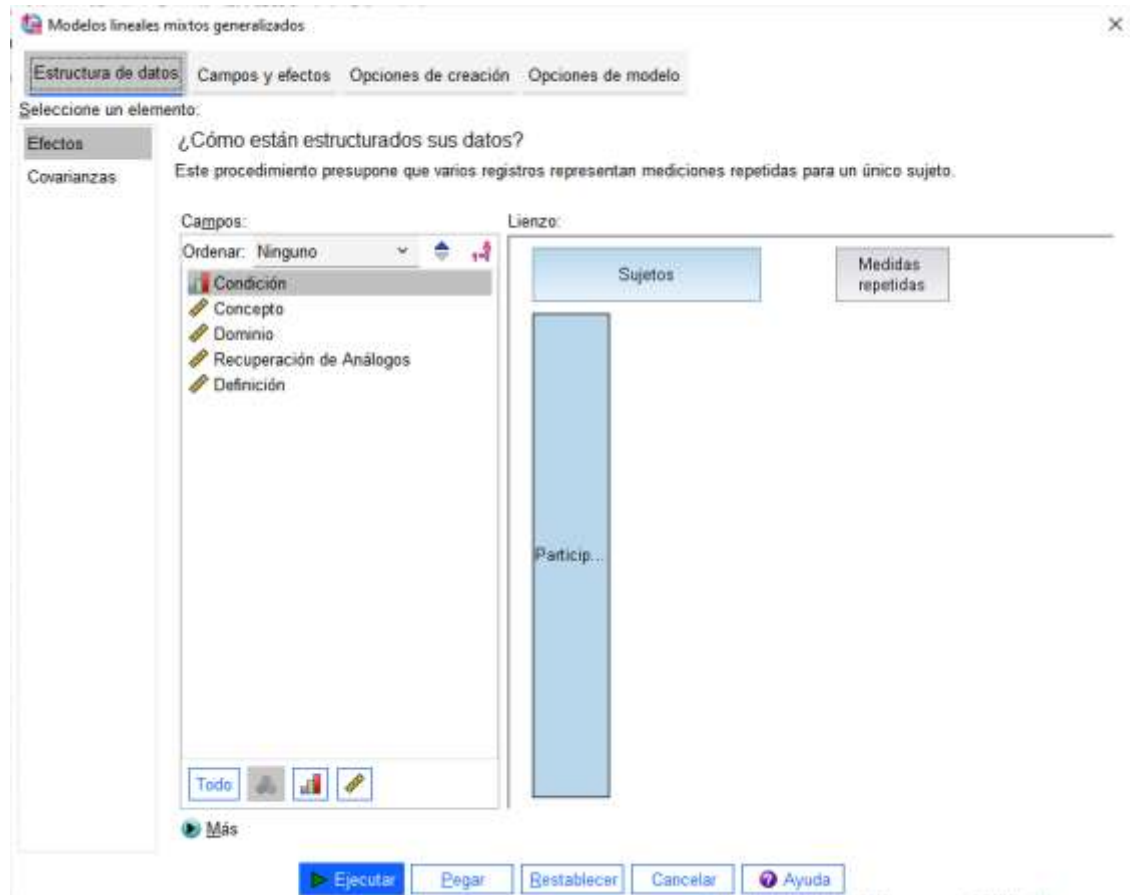 Modelos lineales mixtos generalizados
Estructura de datos Campos y efectos Opciones de creación Opciones de modelo
Seleccione un elemento:
Efectos
Covarianzas
¿Cómo están estructurados sus datos?
Este procedimiento presupone que varios registros representan mediciones repetidas para un único sujeto.
Campos:
Ordenar: Ninguno
Condición
Concepto
Dominio
Recuperación de Análogos
Definición
Todo
Más
Lienzo:
Sujetos
Medidas
repetidas
Particip...
Ejecutar Pegar Restablecer Cancelar Ayuda